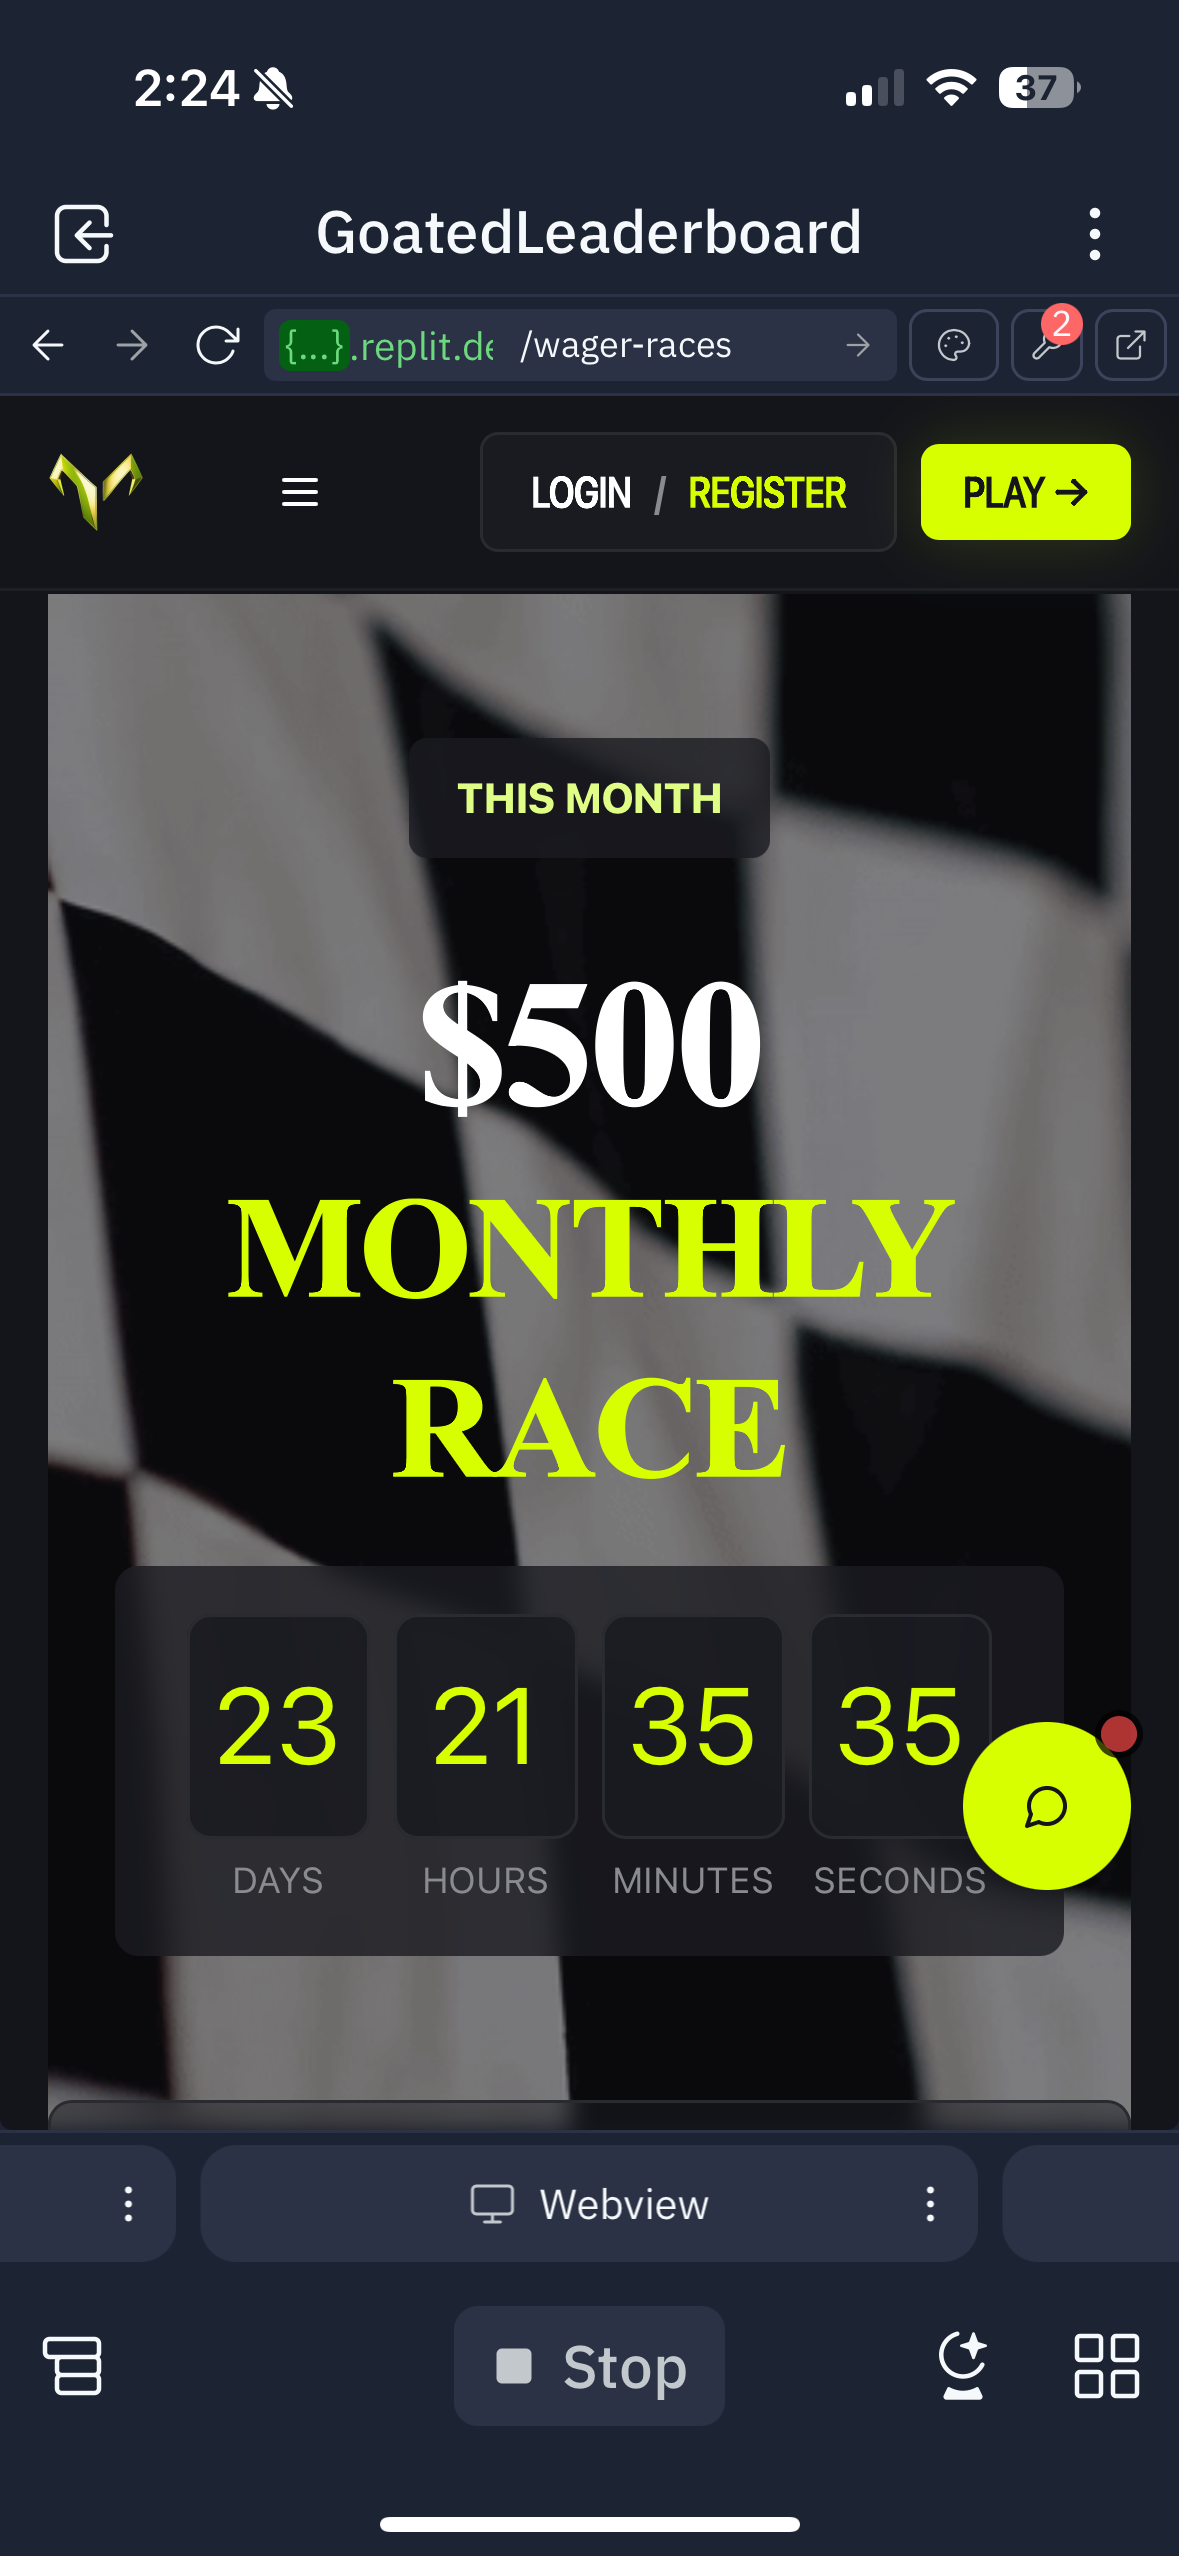 2:24
37
GoatedLeaderboard
{...}.replit.de /wager-races
2
LOGIN / REGISTER
PLAY →
THIS MONTH
$500
MONTHLY
RACE
23 21 35 35
DAYS HOURS MINUTES SECONDS
Webview
Stop